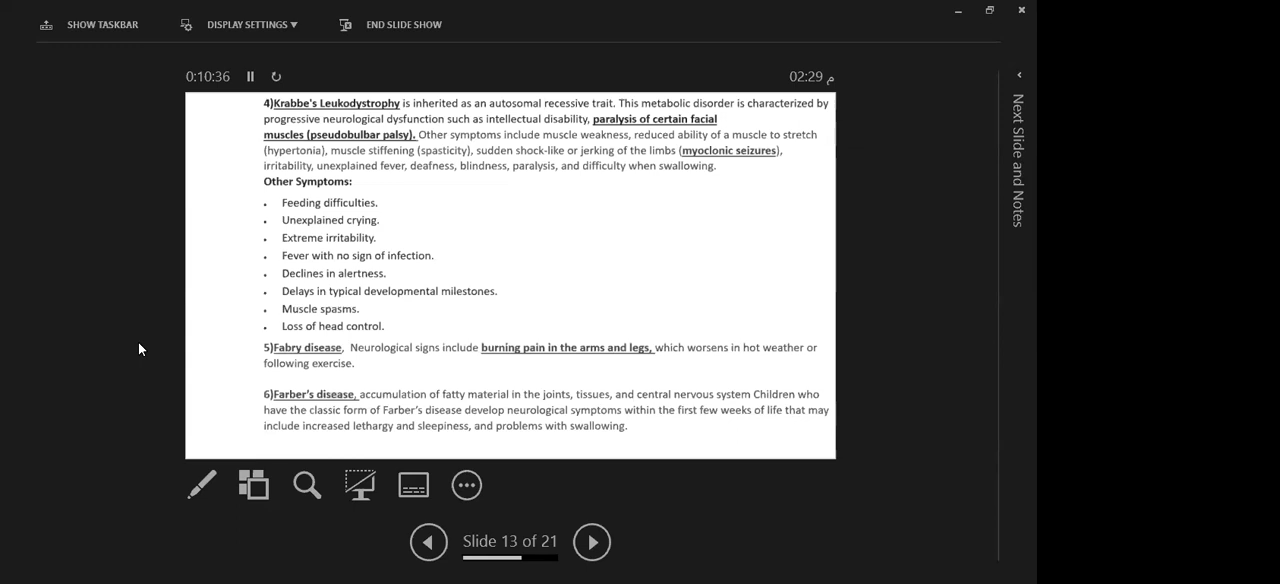 SHOW TASKBAR DISPLAY SETTINGS ▼ END SLIDE SHOW
0:10:36 02:29 م
4)Krabbe's Leukodystrophy is inherited as an autosomal recessive trait. This metabolic disorder is characterized by
progressive neurological dysfunction such as intellectual disability, paralysis of certain facial
muscles (pseudobulbar palsy). Other symptoms include muscle weakness, reduced ability of a muscle to stretch
(hypertonia), muscle stiffening (spasticity), sudden shock-like or jerking of the limbs (myoclonic seizures),
irritability, unexplained fever, deafness, blindness, paralysis, and difficulty when swallowing.
Other Symptoms:
• Feeding difficulties.
• Unexplained crying.
• Extreme irritability.
• Fever with no sign of infection.
• Declines in alertness.
• Delays in typical developmental milestones.
• Muscle spasms.
• Loss of head control.
5)Fabry disease, Neurological signs include burning pain in the arms and legs, which worsens in hot weather or
following exercise.
6)Farber's disease, accumulation of fatty material in the joints, tissues, and central nervous system Children who
have the classic form of Farber's disease develop neurological symptoms within the first few weeks of life that may
include increased lethargy and sleepiness, and problems with swallowing.
Slide 13 of 21
Next Slide and Notes